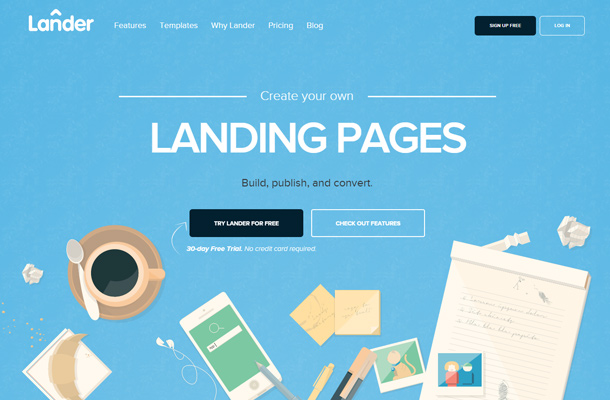 Lander
Features Templates Why Lander Pricing Blog
SIGN UP FREE
LOG IN
Create your own
LANDING PAGES
Build, publish, and convert.
TRY LANDER FOR FREE
CHECK OUT FEATURES
30-day Free Trial. No credit card required.